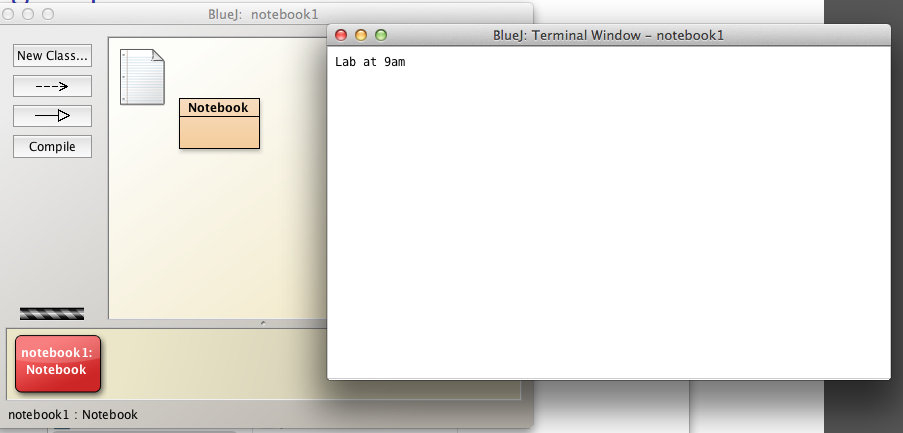 BlueJ: notebook1
New Class...
Compile
Notebook
notebook1:
Notebook
notebook1 : Notebook
BlueJ: Terminal Window – notebook1
Lab at 9am